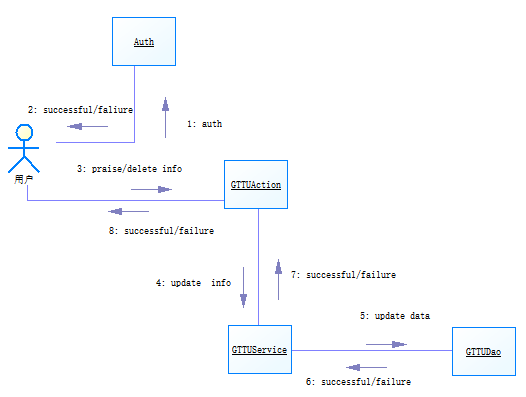 Auth
2: successful/faliure
1: auth
用户
3: praise/delete info
GTTUAction
8: successful/failure
4: update info
7: successful/failure
5: update data
GTTUService
GTTUDao
6: successful/failure